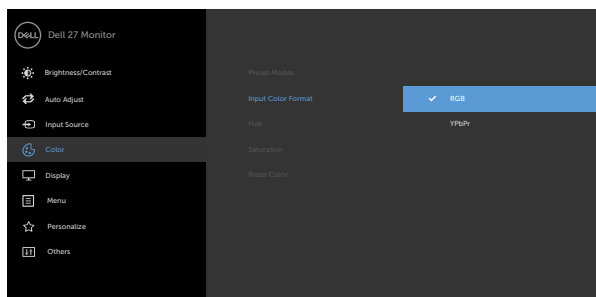 DELL Dell 27 Monitor
Brightness/Contrast
Auto Adjust
Input Source
Color
Display
Menu
Personalize
Others
Preset Modes
Input Color Format
Hue
Saturation
Reset Color
RGB
YPbPr